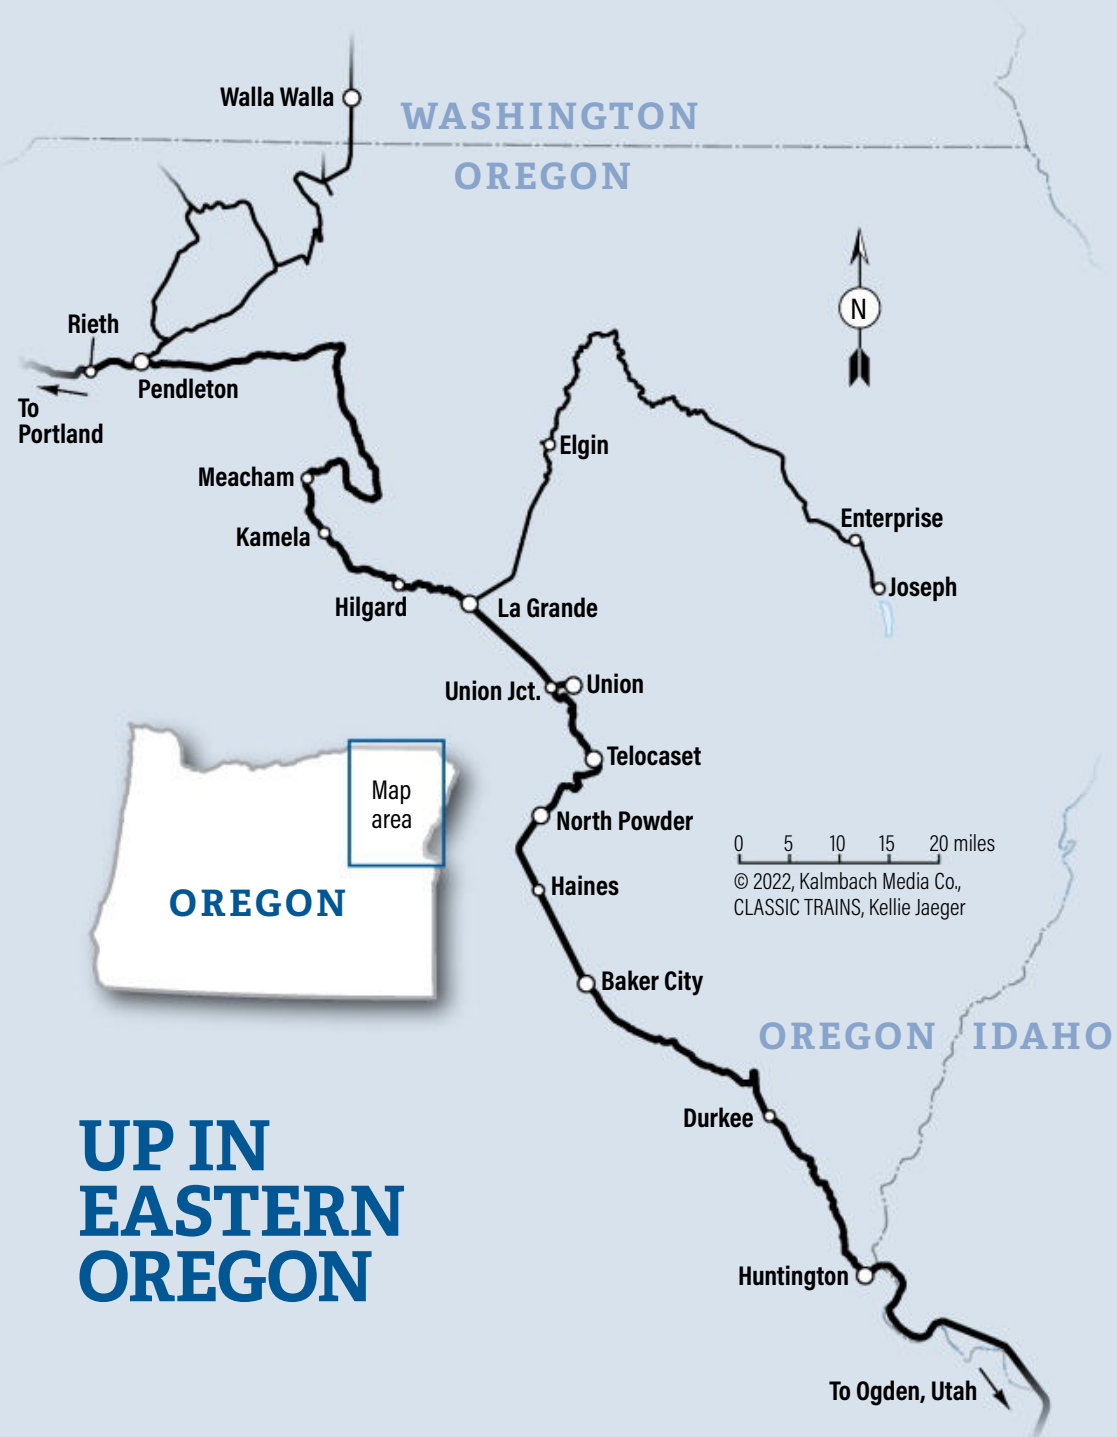 Walla Walla
WASHINGTON
OREGON
Rieth
N
Pendleton
To
Portland
Elgin
Meacham
Enterprise
Kamela
Joseph
Hilgard
La Grande
Union Jct.
Union
Telocaset
Map
area
North Powder
0 5 10 15 20 miles
© 2022, Kalmbach Media Co.,
CLASSIC TRAINS, Kellie Jaeger
Haines
OREGON
Baker City
OREGON
IDAHO
Durkee
UP IN
EASTERN
OREGON
Huntington
To Ogden, Utah